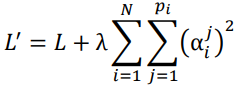 L′ = L + λ∑_{i=1}^{N} ∑_{j=1}^{p_i} (α_i^j)^2